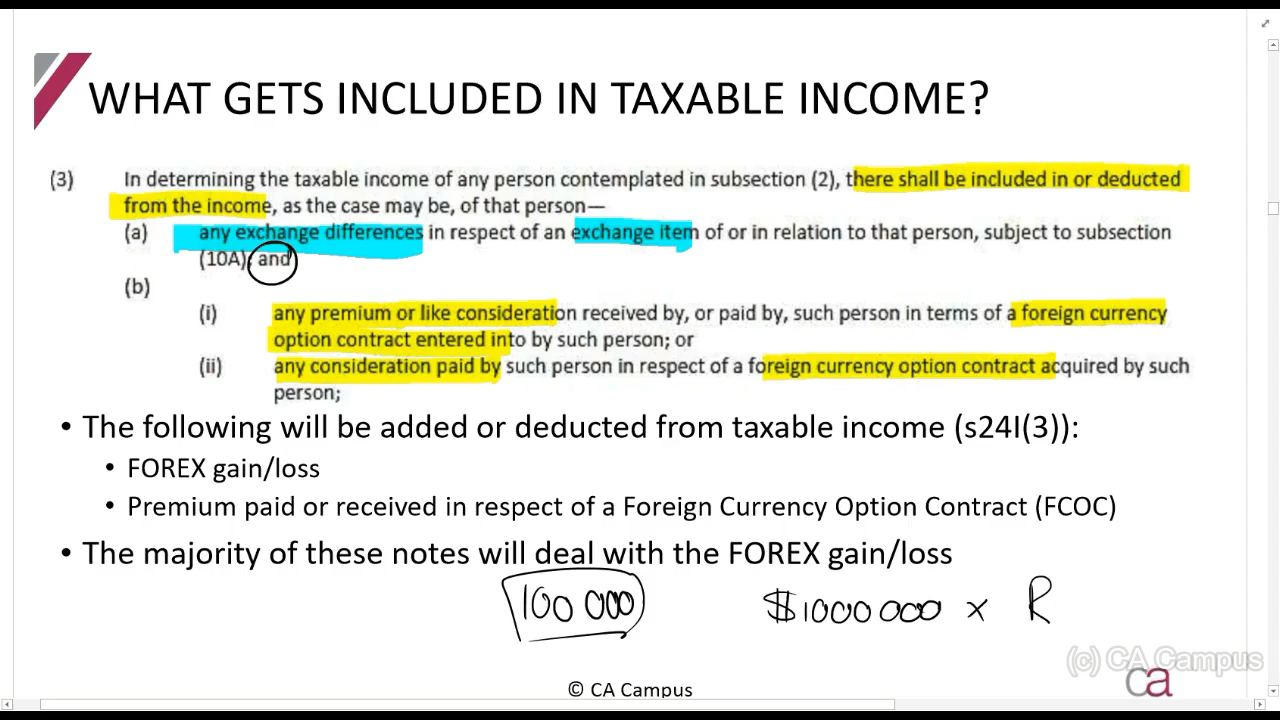 WHAT GETS INCLUDED IN TAXABLE INCOME?
(3) In determining the taxable income of any person contemplated in subsection (2), there shall be included in or deducted
from the income, as the case may be, of that person—
(a) any exchange differences in respect of an exchange item of or in relation to that person, subject to subsection
(10A); and
(b)
(i) any premium or like consideration received by, or paid by, such person in terms of a foreign currency
option contract entered into by such person; or
(ii) any consideration paid by such person in respect of a foreign currency option contract acquired by such
person;
• The following will be added or deducted from taxable income (s24I(3)):
• FOREX gain/loss
• Premium paid or received in respect of a Foreign Currency Option Contract (FCOC)
• The majority of these notes will deal with the FOREX gain/loss
100 000 $1000 000 × R
(c) CA Campus
© CA Campus
ca